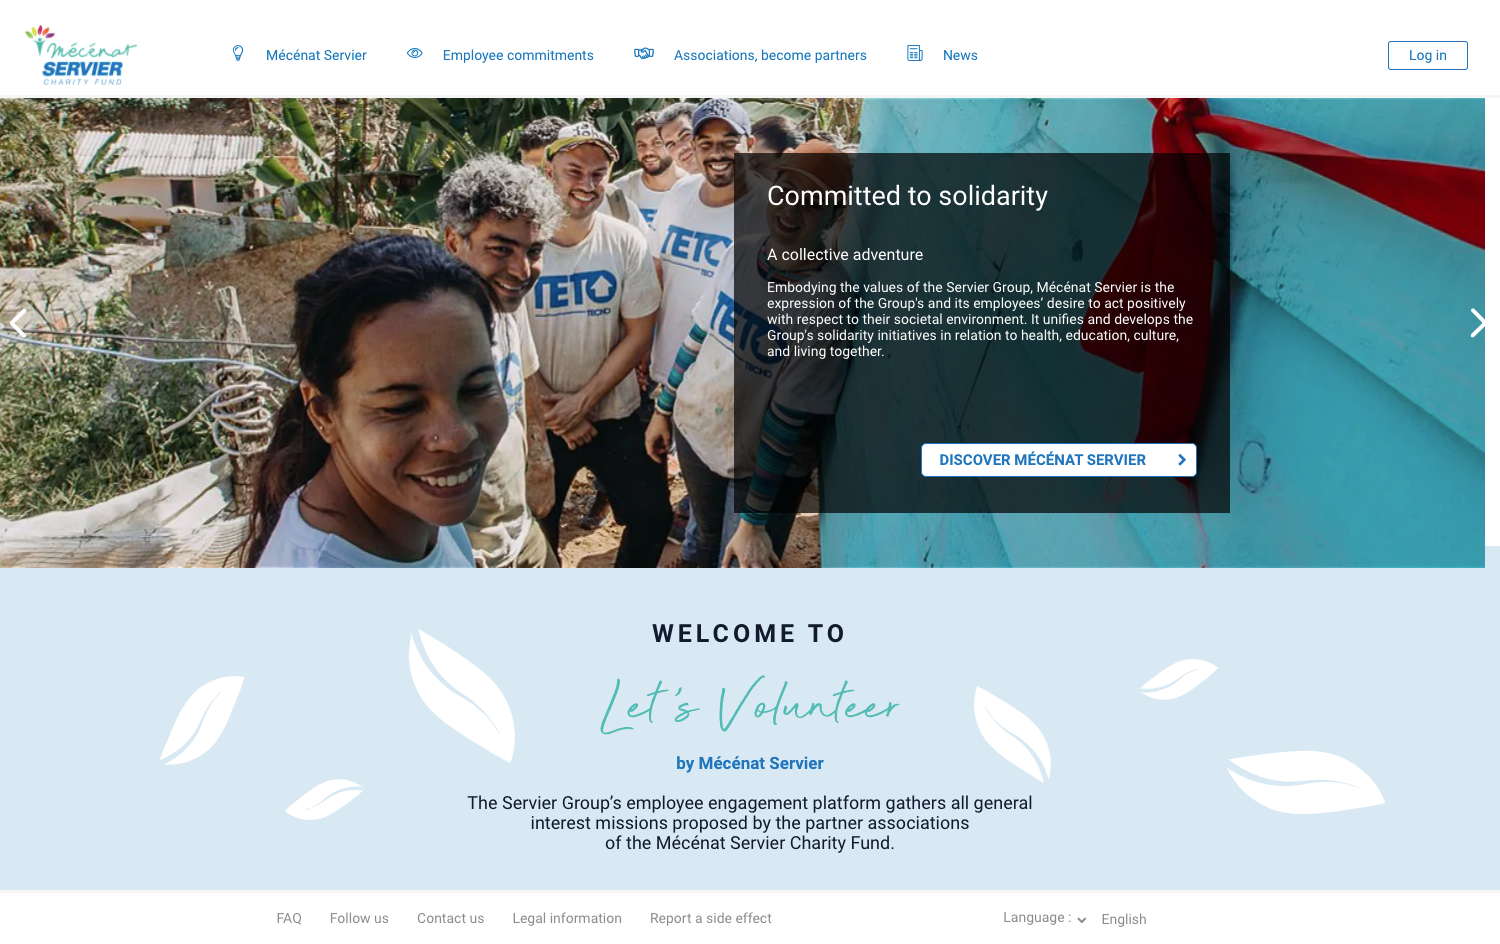 Mécénat
SERVIER
CHARITY FUND
Mécénat Servier
Employee commitments
Associations, become partners
News
Log in
TETO
TECHO
TETO
TECHO
Committed to solidarity
A collective adventure
Embodying the values of the Servier Group, Mécénat Servier is the
expression of the Group's and its employees’ desire to act positively
with respect to their societal environment. It unifies and develops the
Group's solidarity initiatives in relation to health, education, culture,
and living together.
DISCOVER MÉCÉNAT SERVIER
WELCOME TO
Let's Volunteer
by Mécénat Servier
The Servier Group’s employee engagement platform gathers all general
interest missions proposed by the partner associations
of the Mécénat Servier Charity Fund.
FAQ
Follow us
Contact us
Legal information
Report a side effect
Language :
English